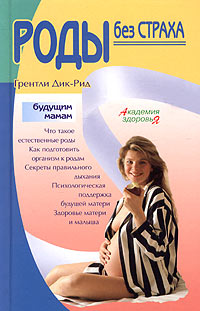 РОДЫ без СТРАХА
Грентли Дик-Рид
будущим
мамам
Академия
здоровьЯ
Что такое
естественные роды
Как подготовить
организм к родам
Секреты правильного
дыхания
Психологическая
поддержка
будущей матери
Здоровье матери
и малыша